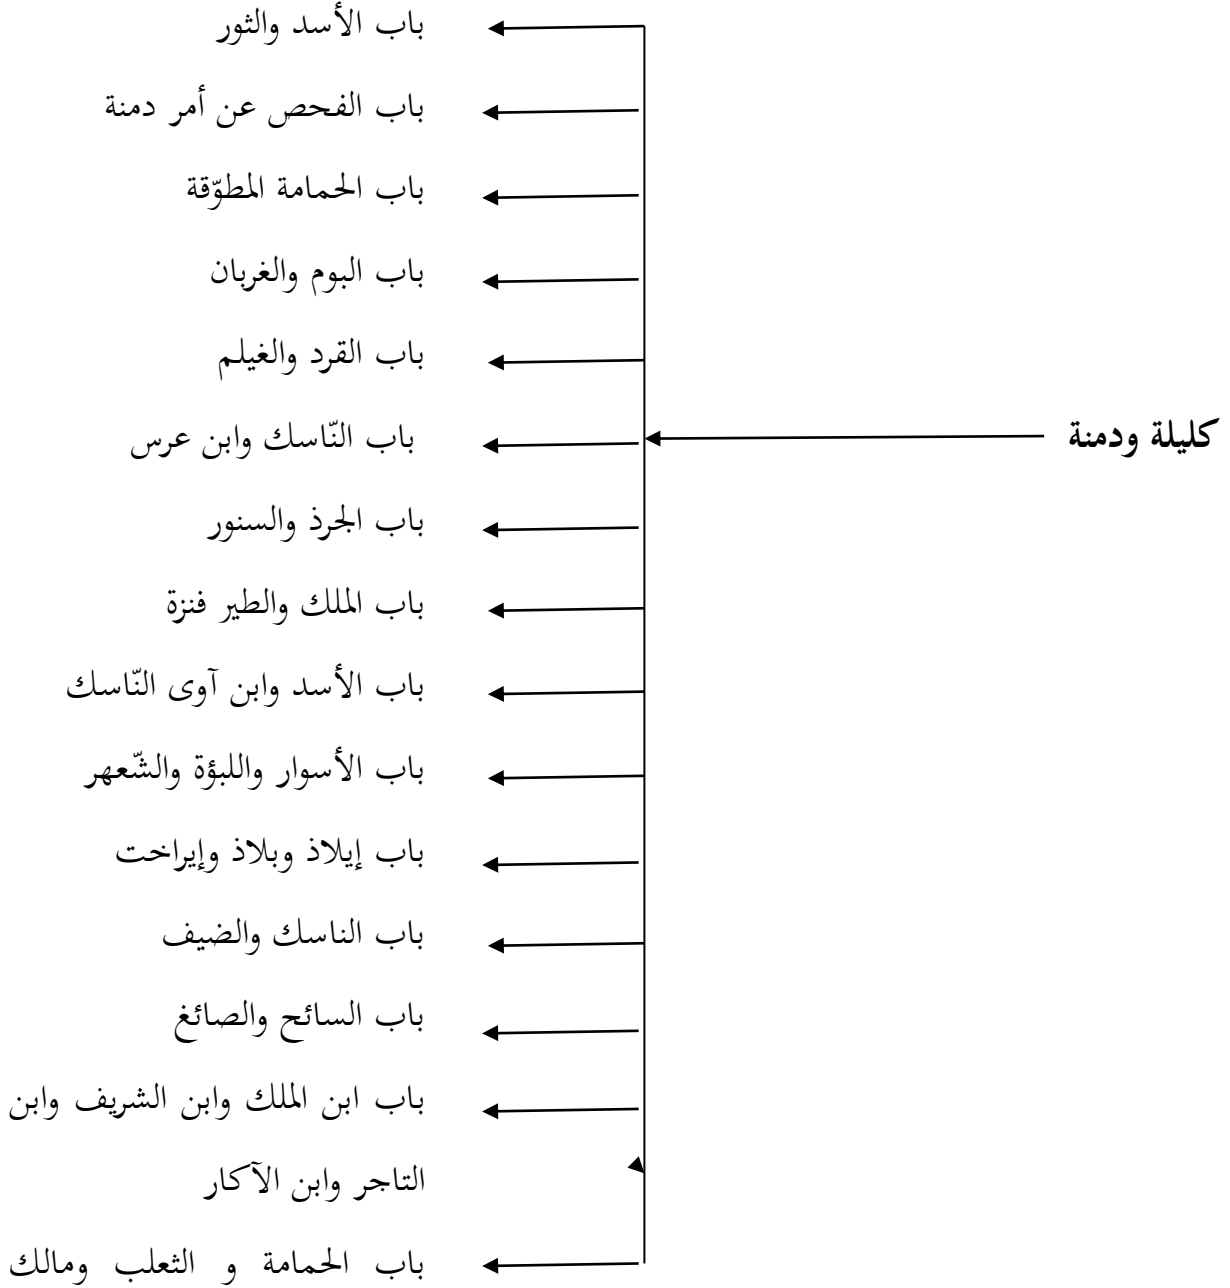 باب الأسد والثور
باب الفحص عن أمر دمنة
باب الحمامة المطوّقة
باب البوم والغربان
باب القرد والغيلم
كليلة ودمنة
باب النّاسك وابن عرس
باب الجرذ والسنور
باب الملك والطير فنزة
باب الأسد وابن آوى النّاسك
باب الأسوار واللبؤة والشّعهر
باب إيلاذ وبلاذ وإيراخت
باب الناسك والضيف
باب السائح والصائغ
باب ابن الملك وابن الشريف وابن
التاجر وابن الآكار
باب الحمامة و الثعلب ومالك